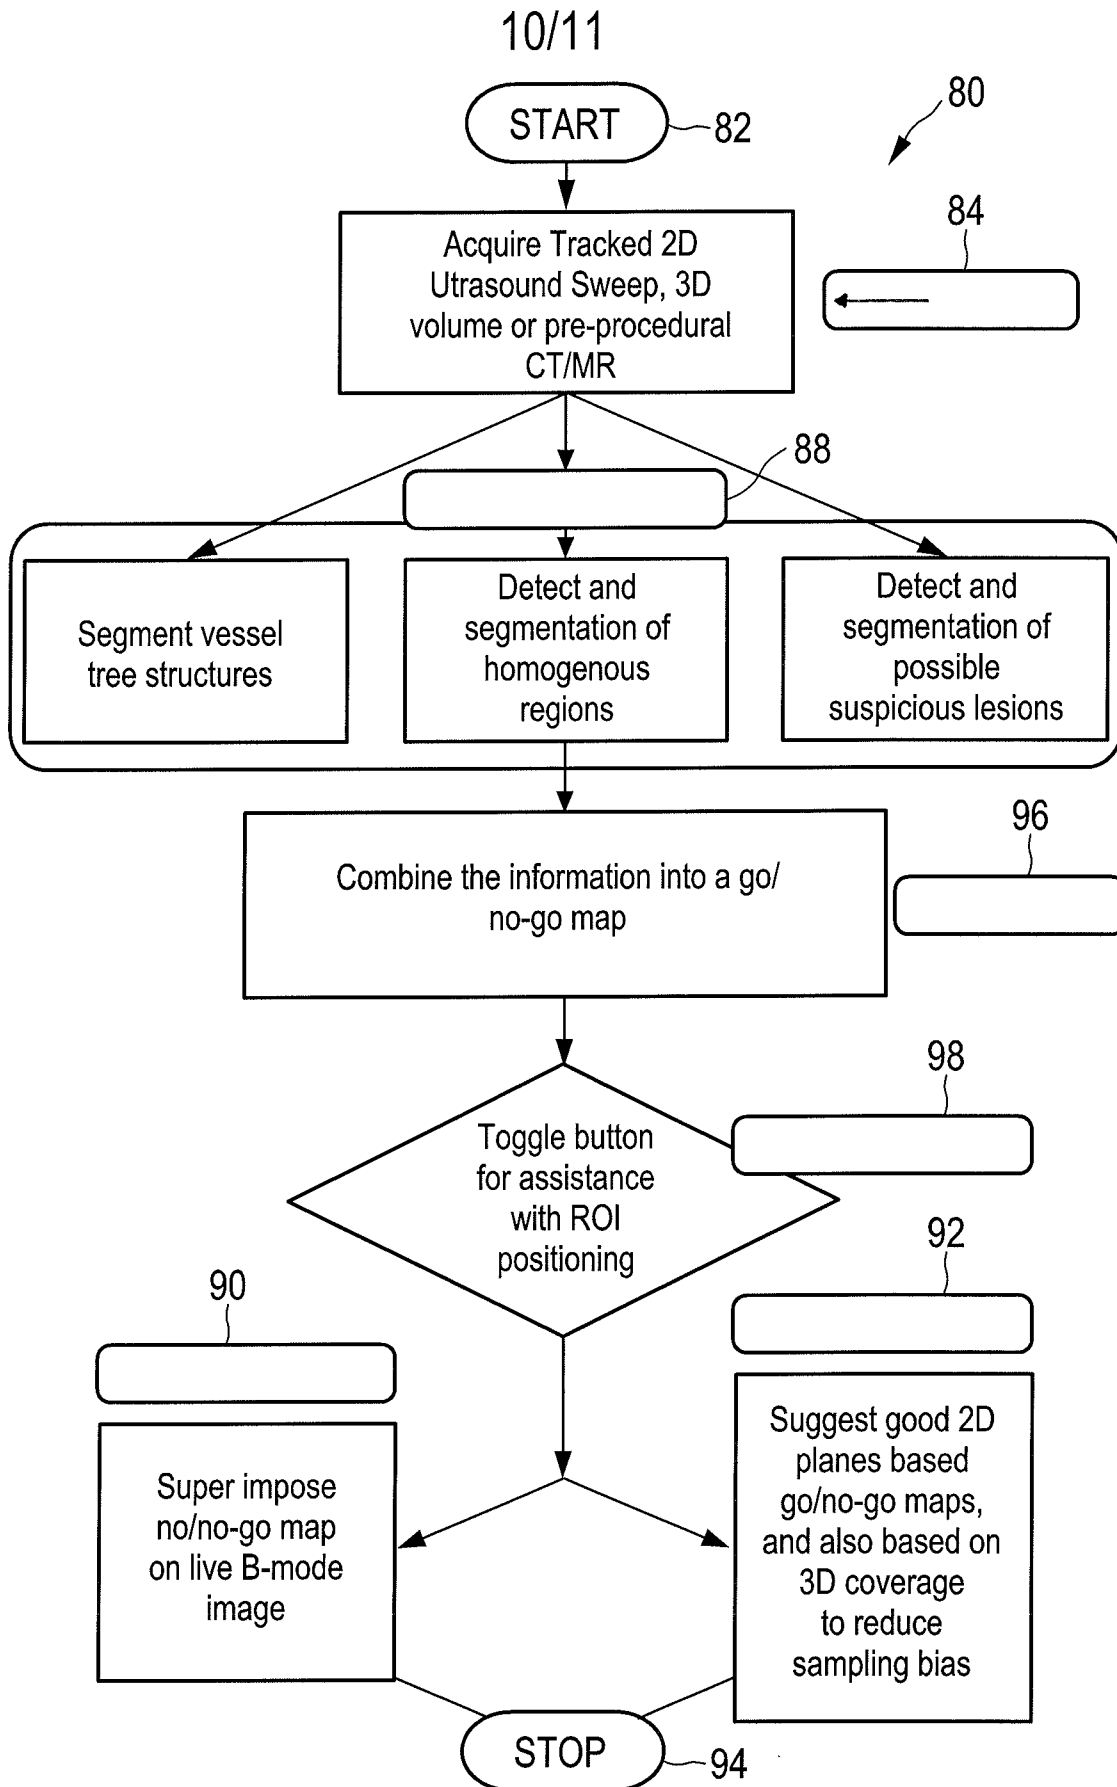 10/11
START
82
80
84
Acquire Tracked 2D
Utrasound Sweep, 3D
volume or pre-procedural
CT/MR
88
Segment vessel
tree structures
Detect and
segmentation of
homogenous
regions
Detect and
segmentation of
possible
suspicious lesions
96
Combine the information into a go/
no-go map
98
Toggle button
for assistance
with ROI
positioning
90
92
Super impose
no/no-go map
on live B-mode
image
Suggest good 2D
planes based
go/no-go maps,
and also based on
3D coverage
to reduce
sampling bias
STOP
94